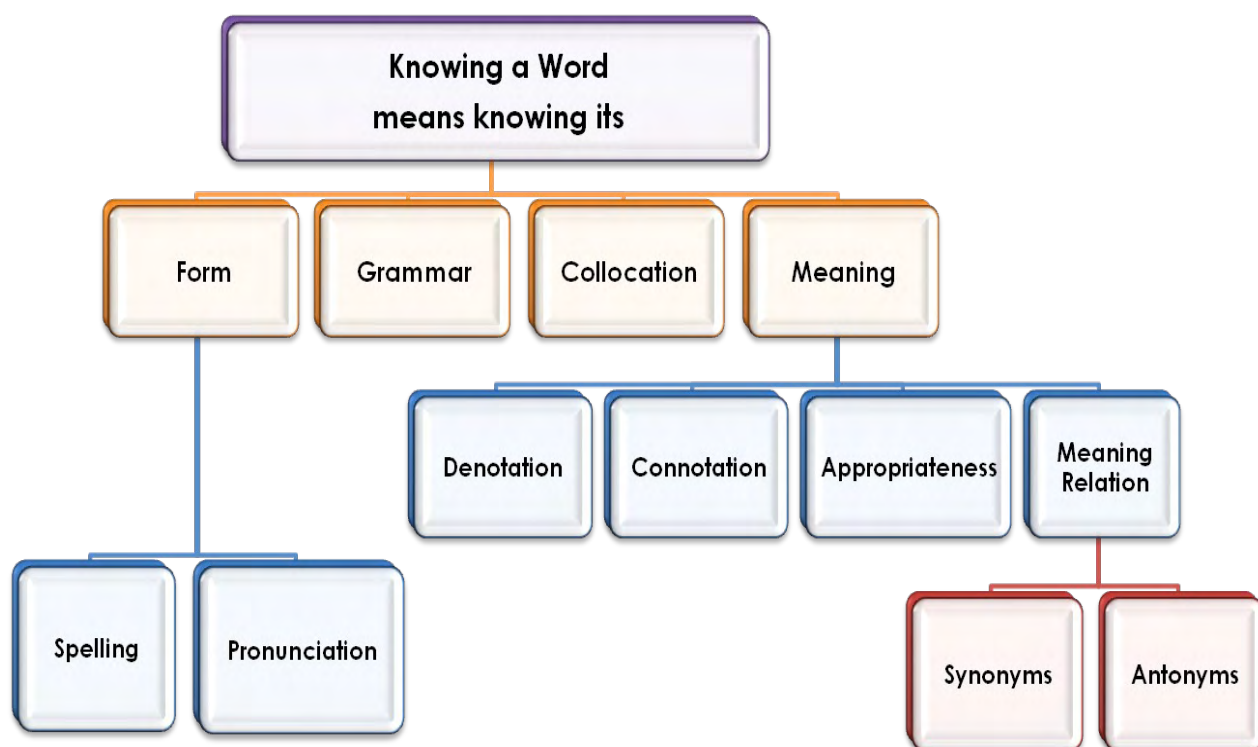 Knowing a Word
means knowing its
Form
Grammar
Collocation
Meaning
Denotation
Connotation
Appropriateness
Meaning
Relation
Spelling
Pronunciation
Synonyms
Antonyms